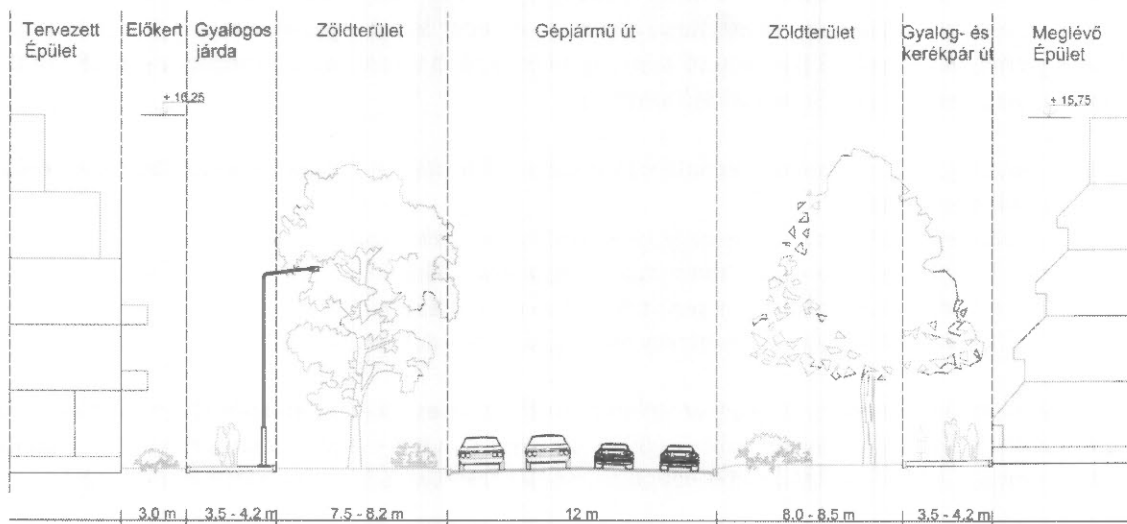 Tervezett
Épület
Előkert
Gyalogos
járda
Zöldterület
Gépjármű út
Zöldterület
Gyalog- és
kerékpár út
Meglévő
Épület
+ 16,25
+ 15,75
3.0 m
3,5 - 4.2 m
7.5 - 8.2 m
12 m
8.0 - 8.5 m
3,5 - 4.2 m